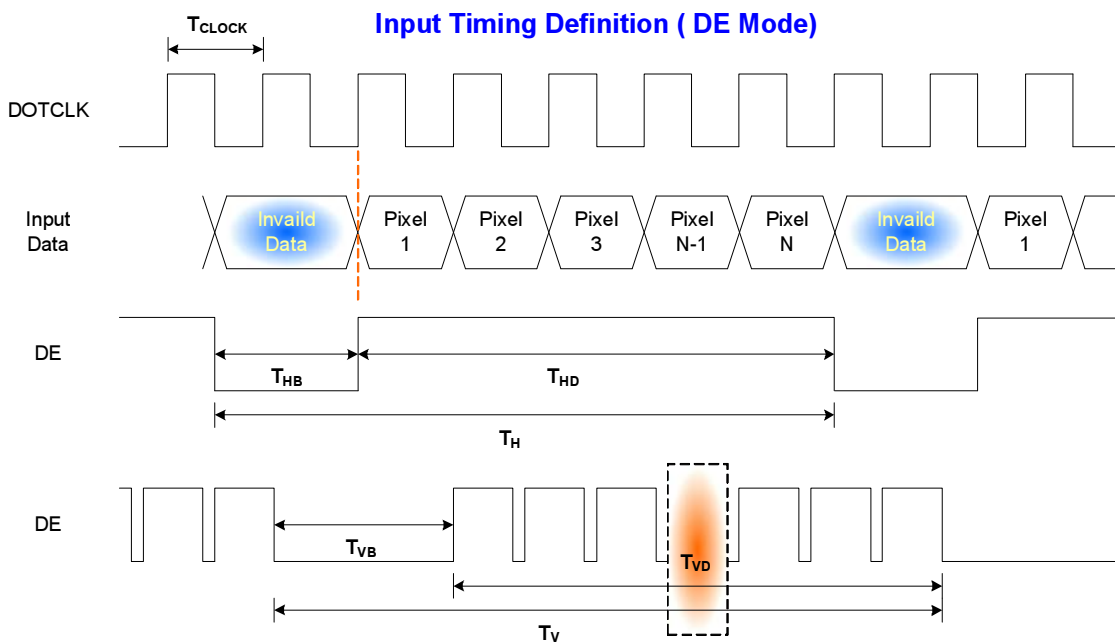 Input Timing Definition ( DE Mode)
TCLOCK
DOTCLK
Input
Data
Invaild
Data
Pixel
1
Pixel
2
Pixel
3
Pixel
N-1
Pixel
N
Invaild
Data
Pixel
1
DE
THB
THD
TH
DE
TVB
TVD
TV